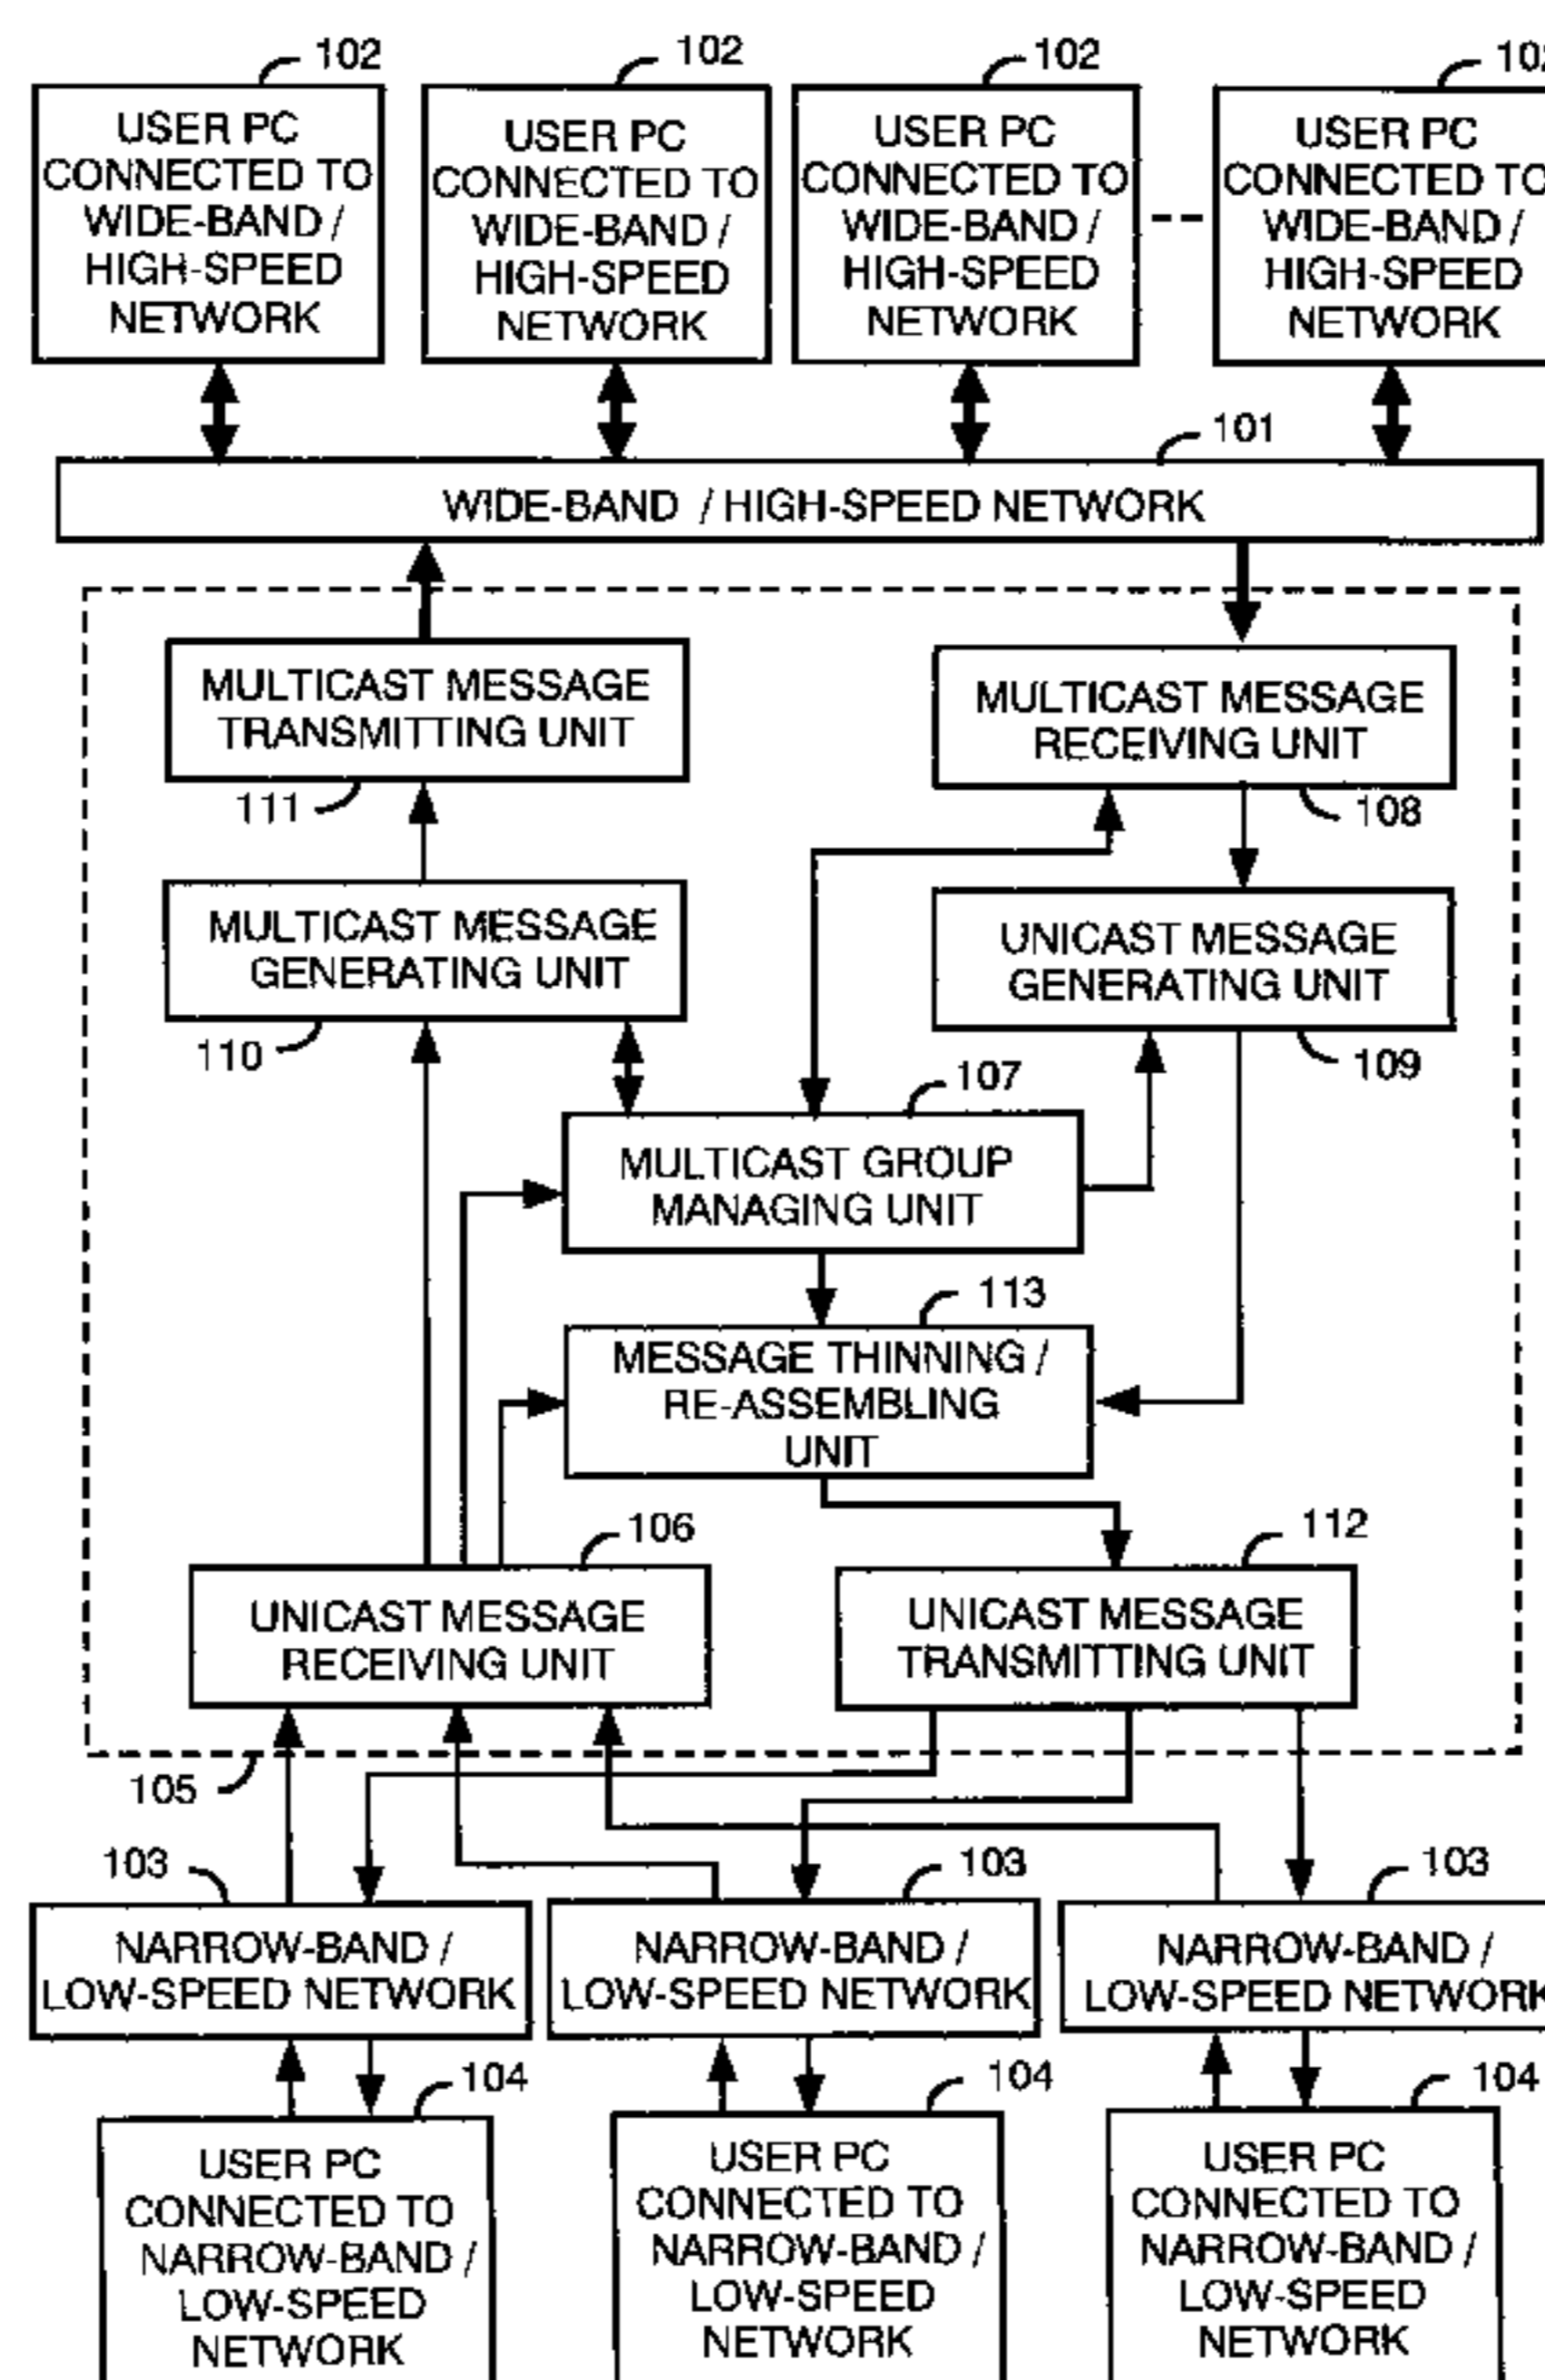 102
102
102
USER PC
CONNECTED TO
WIDE-BAND /
HIGH-SPEED
NETWORK
USER PC
CONNECTED TO
WIDE-BAND /
HIGH-SPEED
NETWORK
USER PC
CONNECTED TO
WIDE-BAND /
HIGH-SPEED
NETWORK
USER PC
CONNECTED TO
WIDE-BAND /
HIGH-SPEED
NETWORK
101
WIDE-BAND / HIGH-SPEED NETWORK
MULTICAST MESSAGE
TRANSMITTING UNIT
111
MULTICAST MESSAGE
RECEIVING UNIT
108
MULTICAST MESSAGE
GENERATING UNIT
110
UNICAST MESSAGE
GENERATING UNIT
109
107
MULTICAST GROUP
MANAGING UNIT
113
MESSAGE THINNING /
RE-ASSEMBLING
UNIT
106
UNICAST MESSAGE
RECEIVING UNIT
112
UNICAST MESSAGE
TRANSMITTING UNIT
105
103
NARROW-BAND /
LOW-SPEED NETWORK
103
NARROW-BAND /
LOW-SPEED NETWORK
103
NARROW-BAND /
LOW-SPEED NETWORK
104
USER PC
CONNECTED TO
NARROW-BAND /
LOW-SPEED
NETWORK
104
USER PC
CONNECTED TO
NARROW-BAND /
LOW-SPEED
NETWORK
104
USER PC
CONNECTED TO
NARROW-BAND /
LOW-SPEED
NETWORK